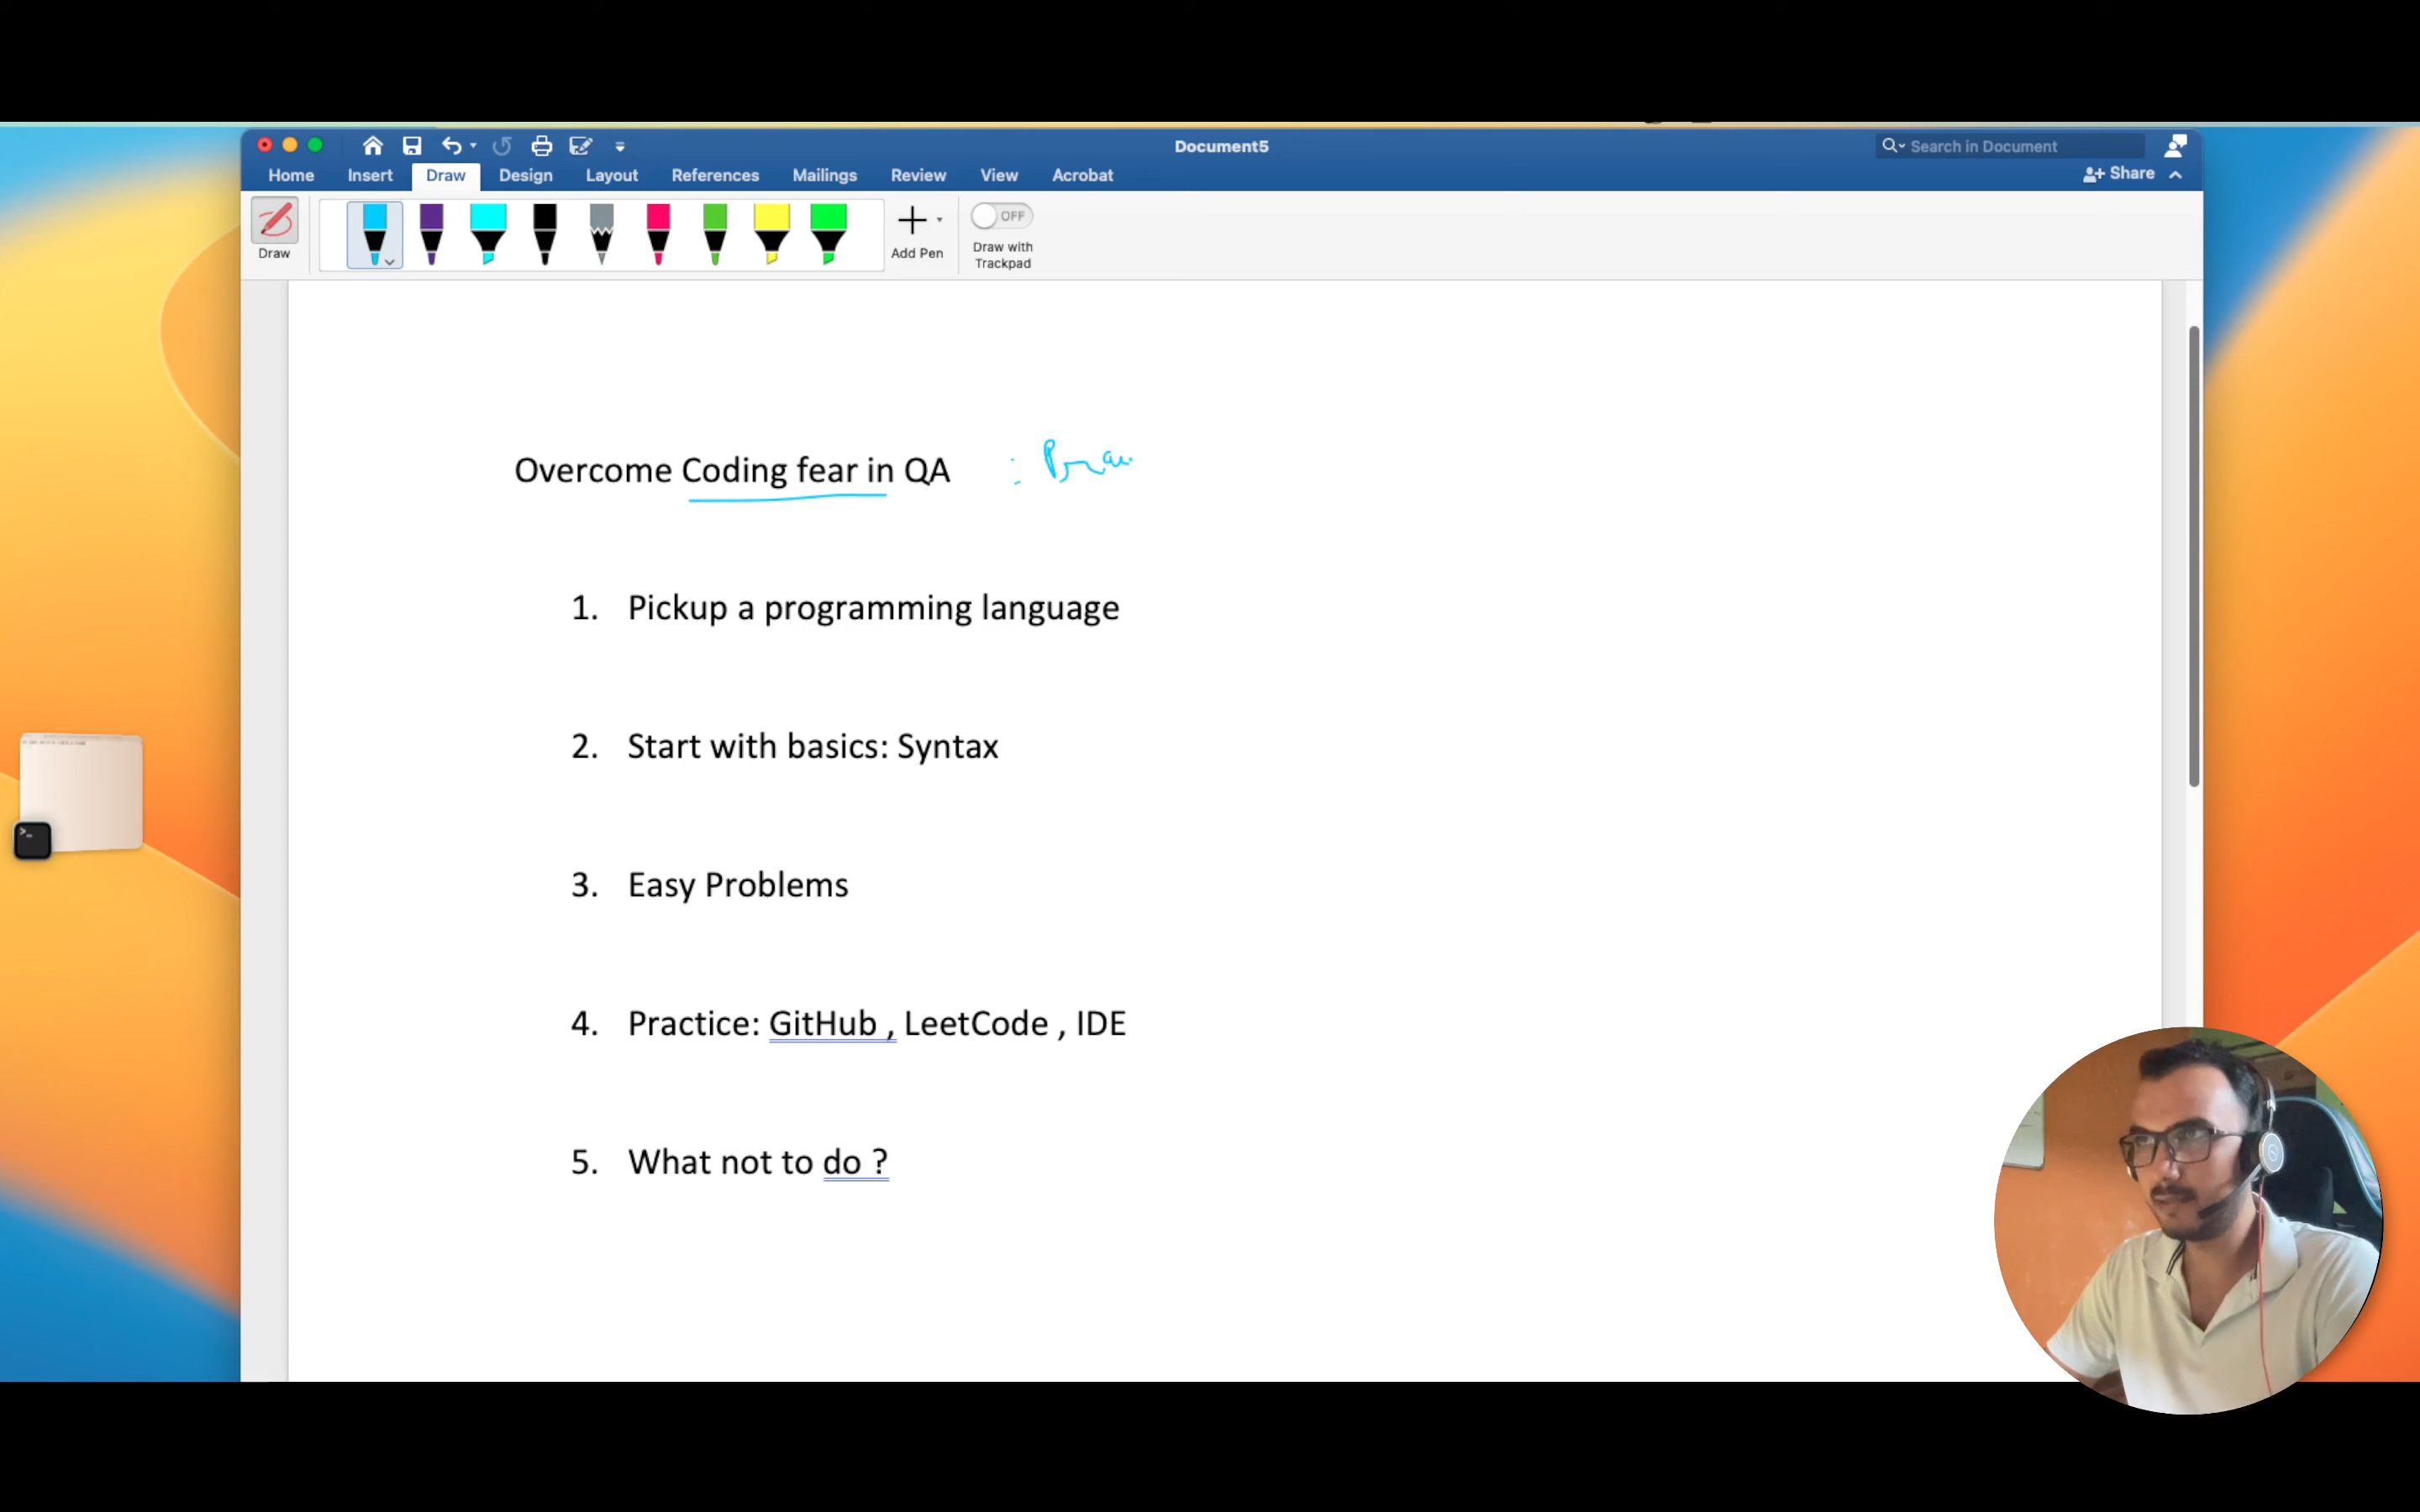 Document5
Search in Document
Home Insert Draw Design Layout References Mailings Review View Acrobat
Share
Draw
Add Pen
OFF
Draw with
Trackpad
Overcome Coding fear in QA :
1. Pickup a programming language
2. Start with basics: Syntax
3. Easy Problems
4. Practice: GitHub , LeetCode , IDE
5. What not to do ?